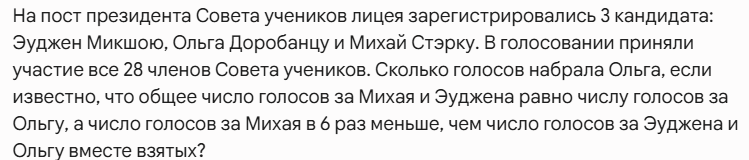 На пост президента Совета учеников лицея зарегистрировались 3 кандидата:
Эуджен Микшою, Ольга Доробанцу и Михай Стэрку. В голосовании приняли
участие все 28 членов Совета учеников. Сколько голосов набрала Ольга, если
известно, что общее число голосов за Михая и Эуджена равно числу голосов за
Ольгу, а число голосов за Михая в 6 раз меньше, чем число голосов за Эуджена и
Ольгу вместе взятых?